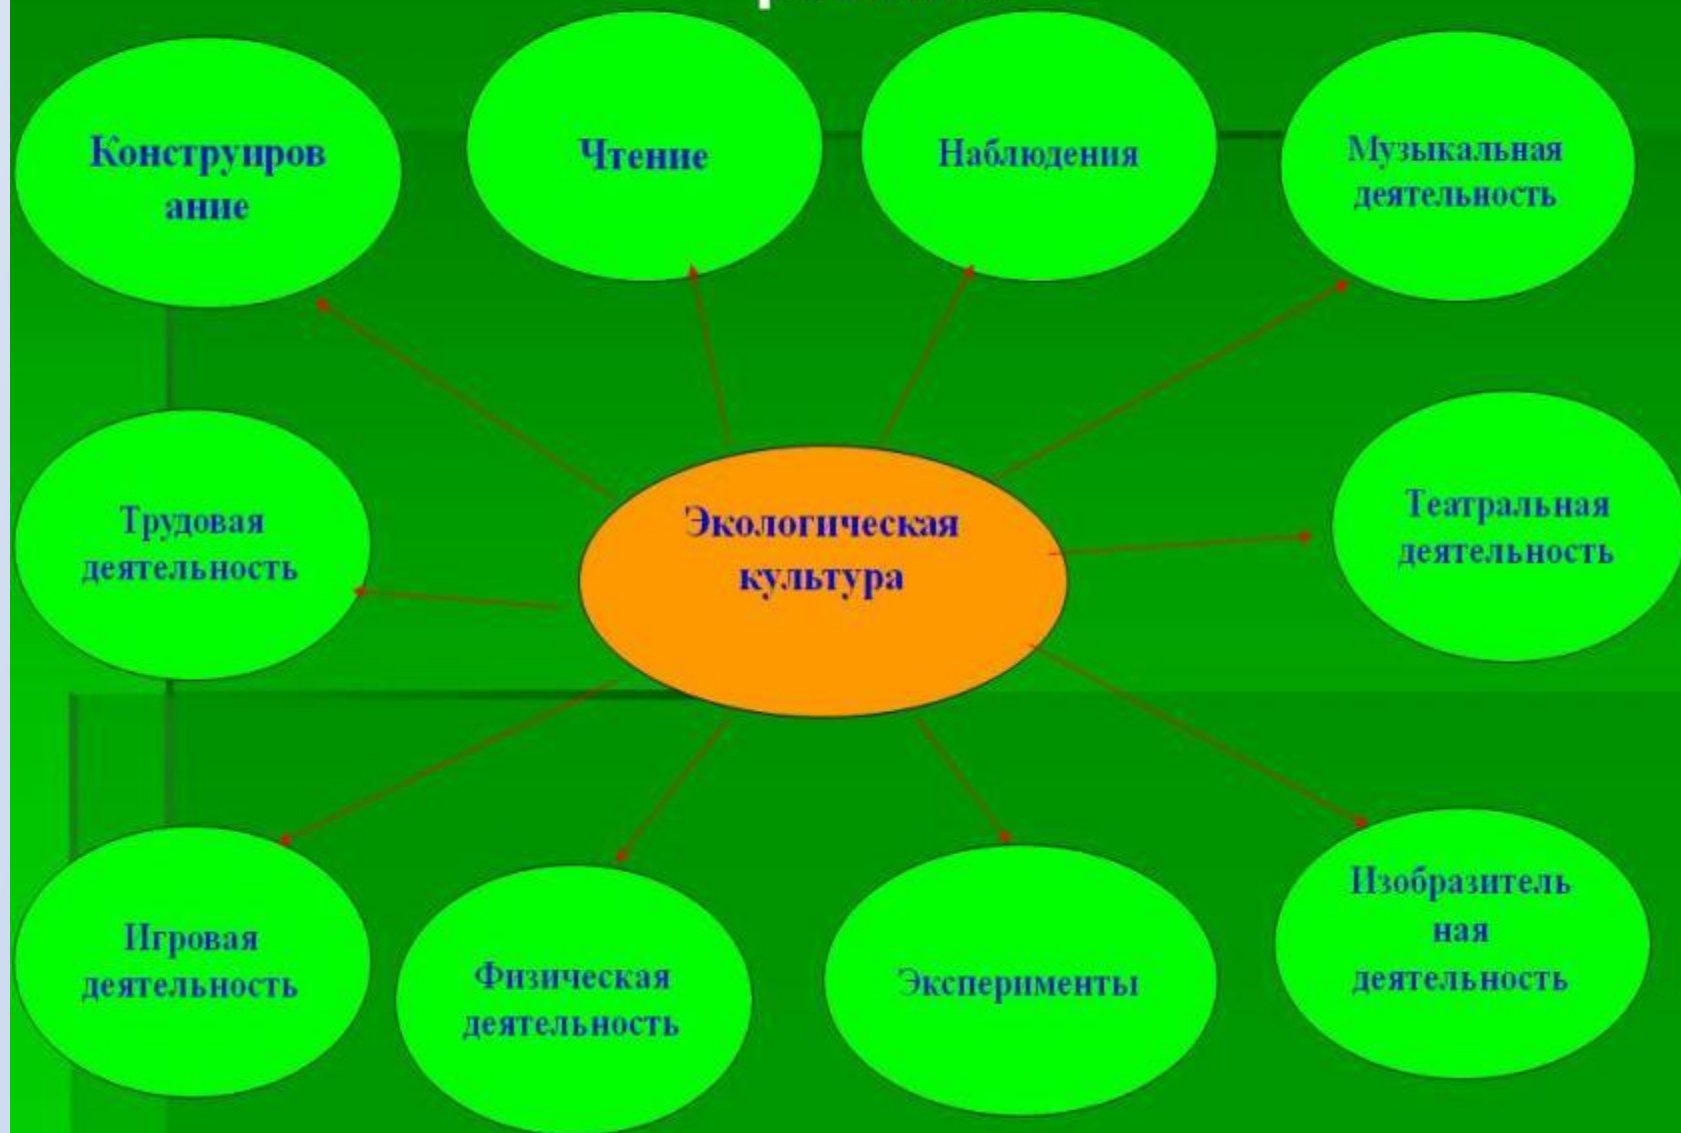 Конструиров
ание
Чтение
Наблюдения
Музыкальная
деятельность
Трудовая
деятельность
Экологическая
культура
Театральная
деятельность
Игровая
деятельность
Физическая
деятельность
Эксперименты
Изобразитель
ная
деятельность